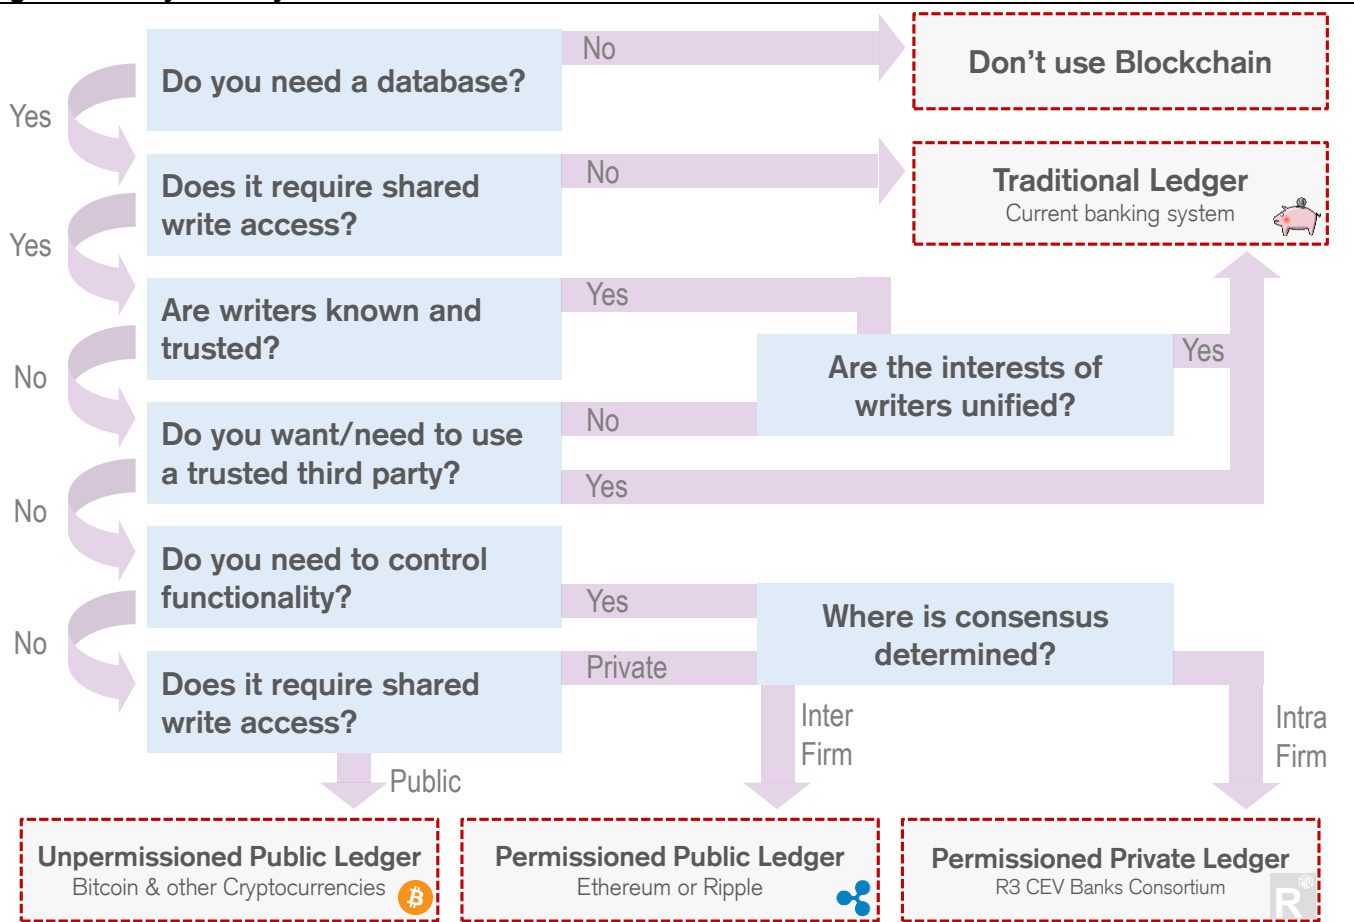 Do you need a database?
No
Don't use Blockchain
Yes
Does it require shared
write access?
No
Traditional Ledger
Current banking system
Yes
Are writers known and
trusted?
Yes
Are the interests of
writers unified?
Yes
No
Do you want/need to use
a trusted third party?
No
Yes
No
Do you need to control
functionality?
Yes
Where is consensus
determined?
No
Does it require shared
write access?
Private
Inter
Firm
Intra
Firm
Public
Unpermissioned Public Ledger
Bitcoin & other Cryptocurrencies
Permissioned Public Ledger
Ethereum or Ripple
Permissioned Private Ledger
R3 CEV Banks Consortium
R